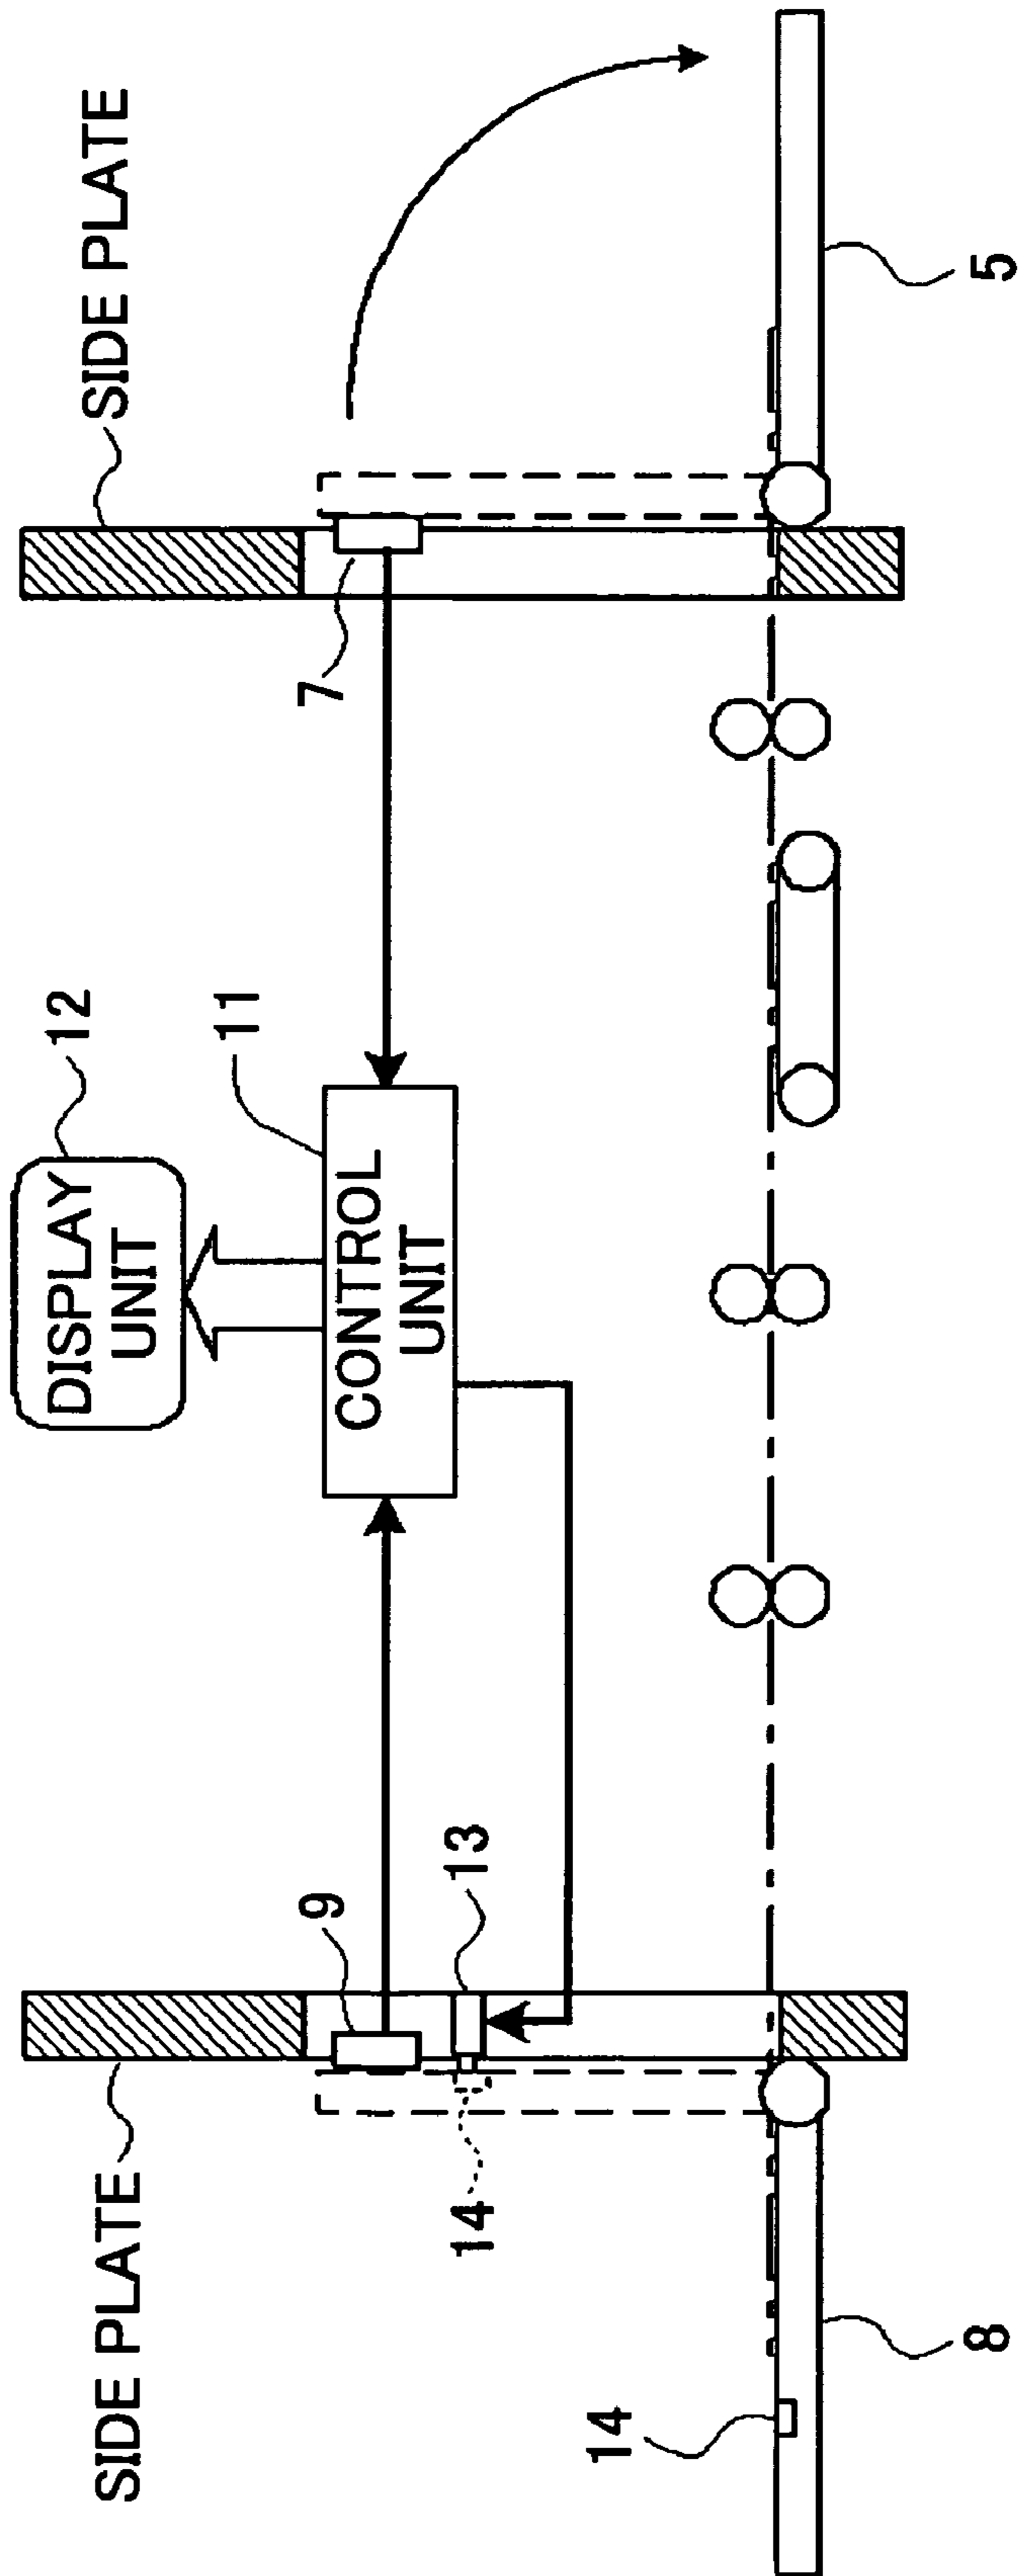 DISPLAY
UNIT
12
SIDE PLATE
SIDE PLATE
11
CONTROL
UNIT
9
7
13
14
14
8
5